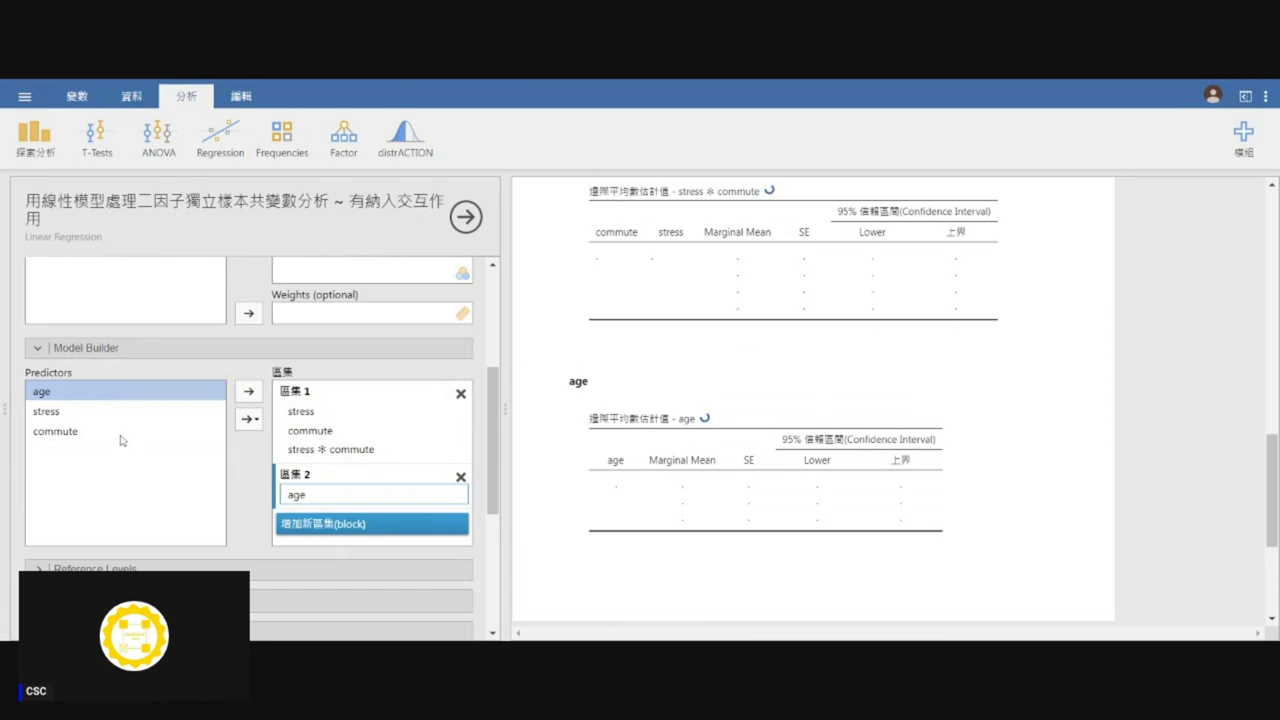 變數 資料 分析 編輯
探索分析 T-Tests ANOVA Regression Frequencies Factor distrACTION 模組
用線性模型處理二因子獨立樣本共變數分析 ~ 有納入交互作
用
Linear Regression
Weights (optional)
Model Builder
Predictors
區集
age
stress
commute
區集 1
stress
commute
stress ✻ commute
區集 2
age
增加新區集(block)
Reference Levels
邊際平均數估計值 - stress ✻ commute
95% 信賴區間(Confidence Interval)
commute stress Marginal Mean SE Lower 上界
age
邊際平均數估計值 - age
95% 信賴區間(Confidence Interval)
age Marginal Mean SE Lower 上界
CSC